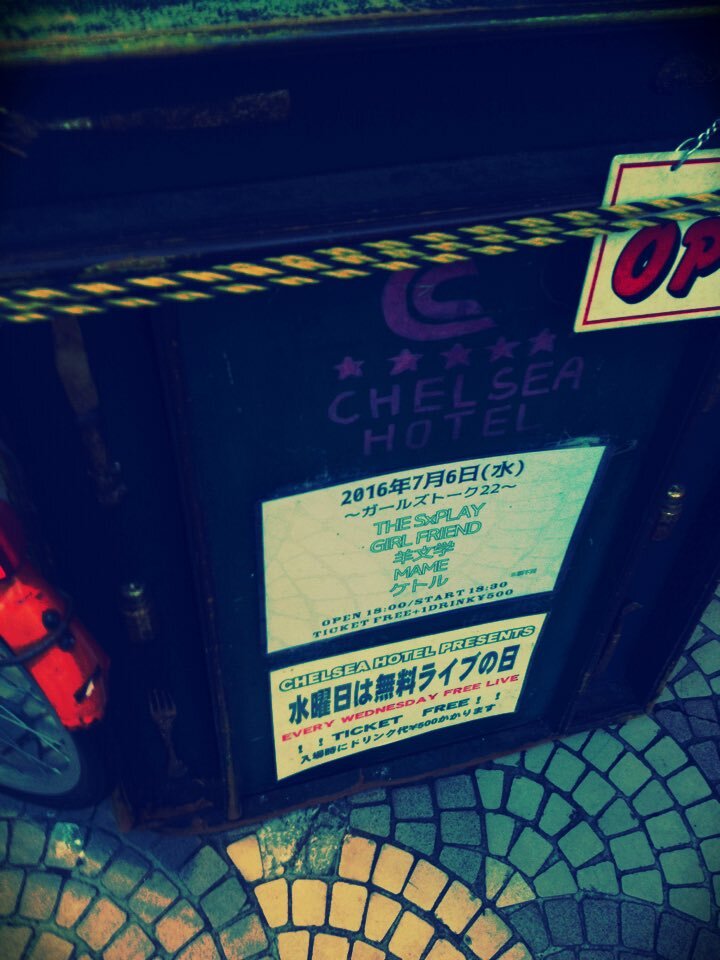 OP
CHELSEA
HOTEL
2016年7月6日(水)
～ガールズトーク22～
THE SxPLAY
GIRL FRIEND
羊文学
MAME
ケトル
OPEN 18:00/START 18:30
TICKET FREE+1DRINK¥500
CHELSEA HOTEL PRESENTS
水曜日は無料ライブの日
EVERY WEDNESDAY FREE LIVE
！！TICKET FREE！！
入場時にドリンク代¥500かかります